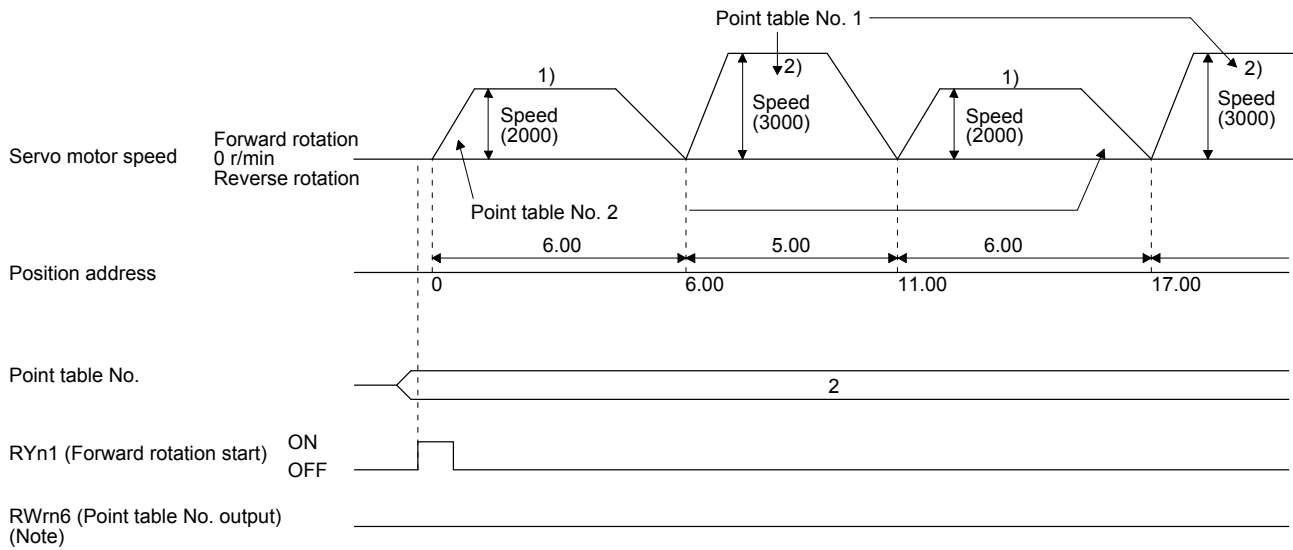 Point table No. 1
1)
2)
1)
2)
Speed
(2000)
Speed
(3000)
Speed
(2000)
Speed
(3000)
Servo motor speed
Forward rotation
0 r/min
Reverse rotation
Point table No. 2
6.00
5.00
6.00
Position address
0
6.00
11.00
17.00
Point table No.
2
RYn1 (Forward rotation start)
ON
OFF
RWrn6 (Point table No. output)
(Note)